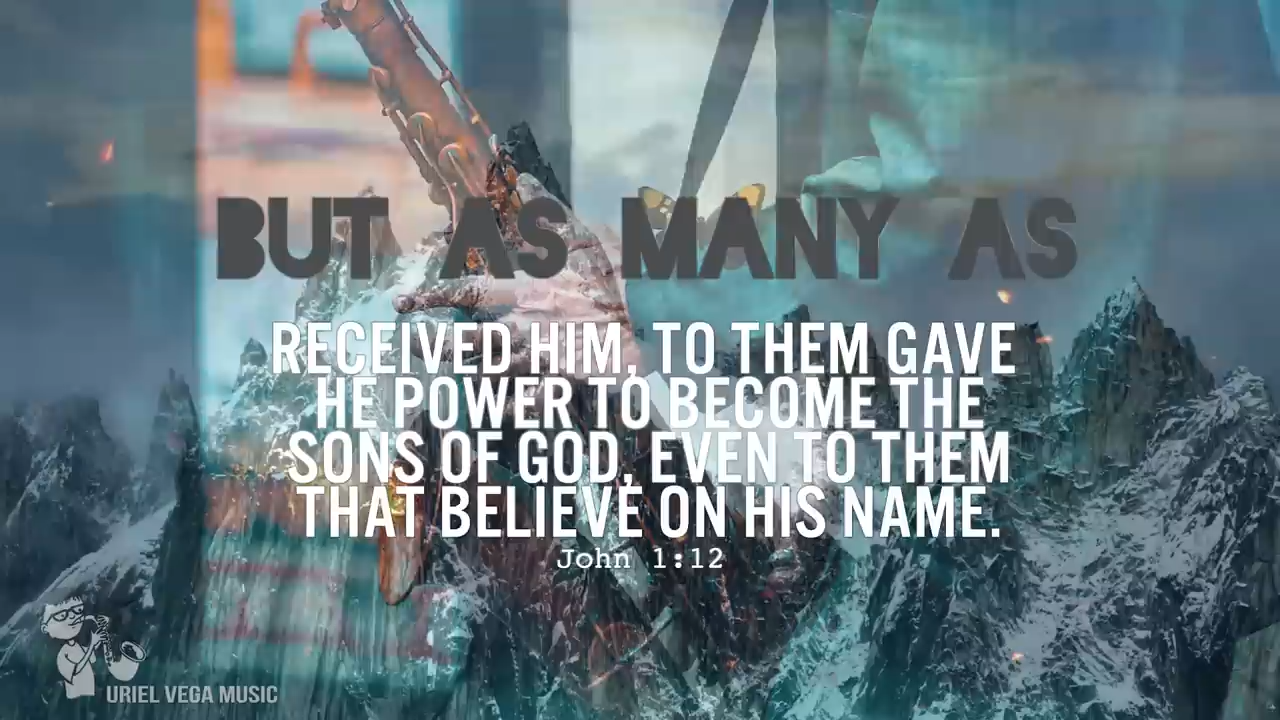 BUT AS MANY AS
RECEIVED HIM, TO THEM GAVE
HE POWER TO BECOME THE
SONS OF GOD, EVEN TO THEM
THAT BELIEVE ON HIS NAME.
John 1:12
URIEL VEGA MUSIC